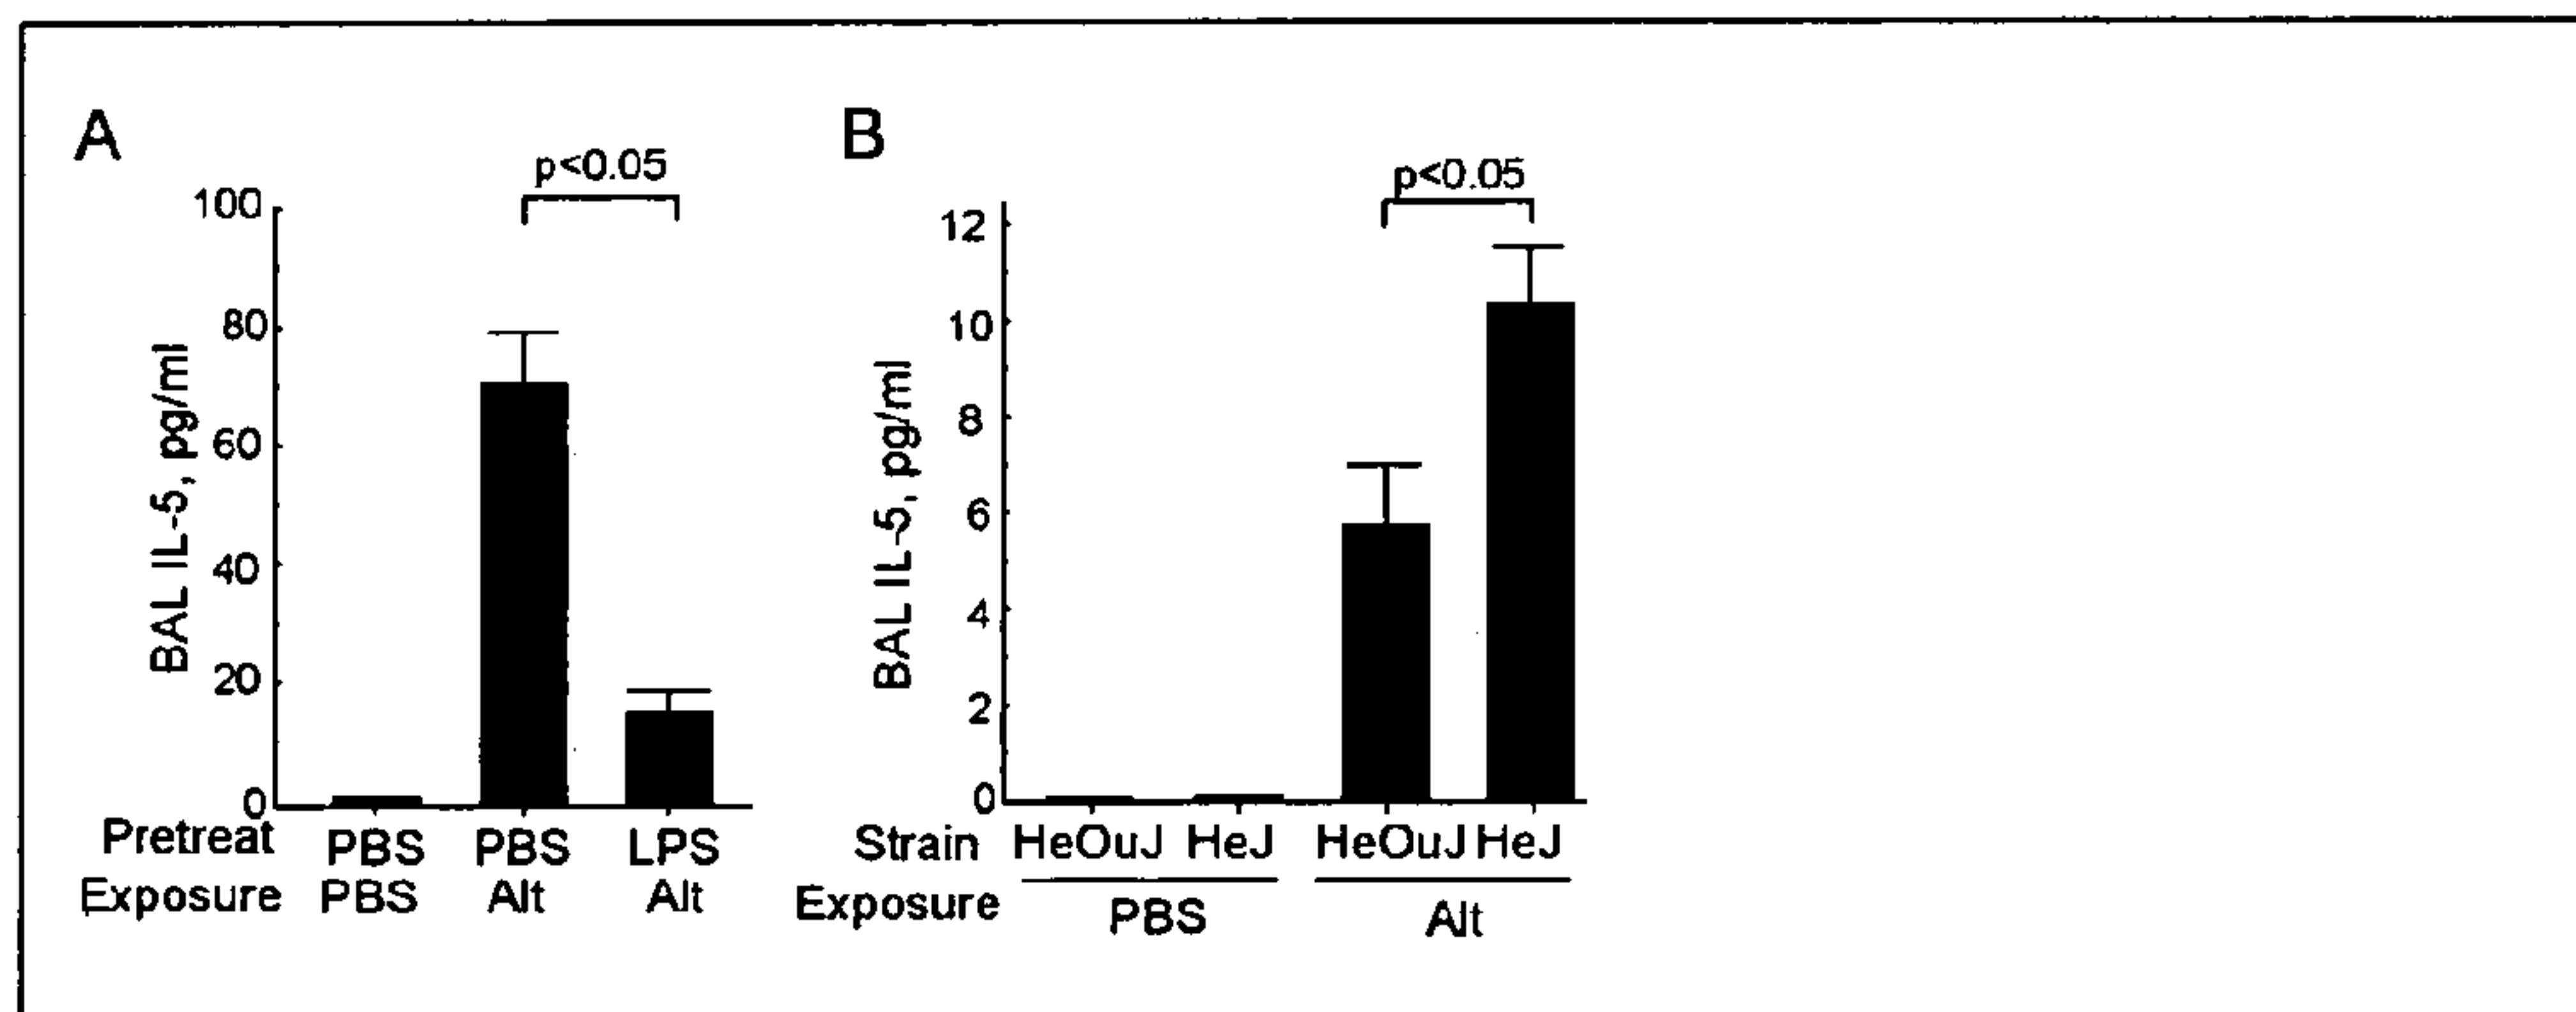 A
p<0.05
100
80
60
40
20
0
BAL IL-5, pg/ml
Pretreat PBS PBS LPS
Exposure PBS Alt Alt
B
p<0.05
12
10
8
6
4
2
0
BAL IL-5, pg/ml
Strain HeOuJ HeJ HeOuJ HeJ
Exposure PBS Alt